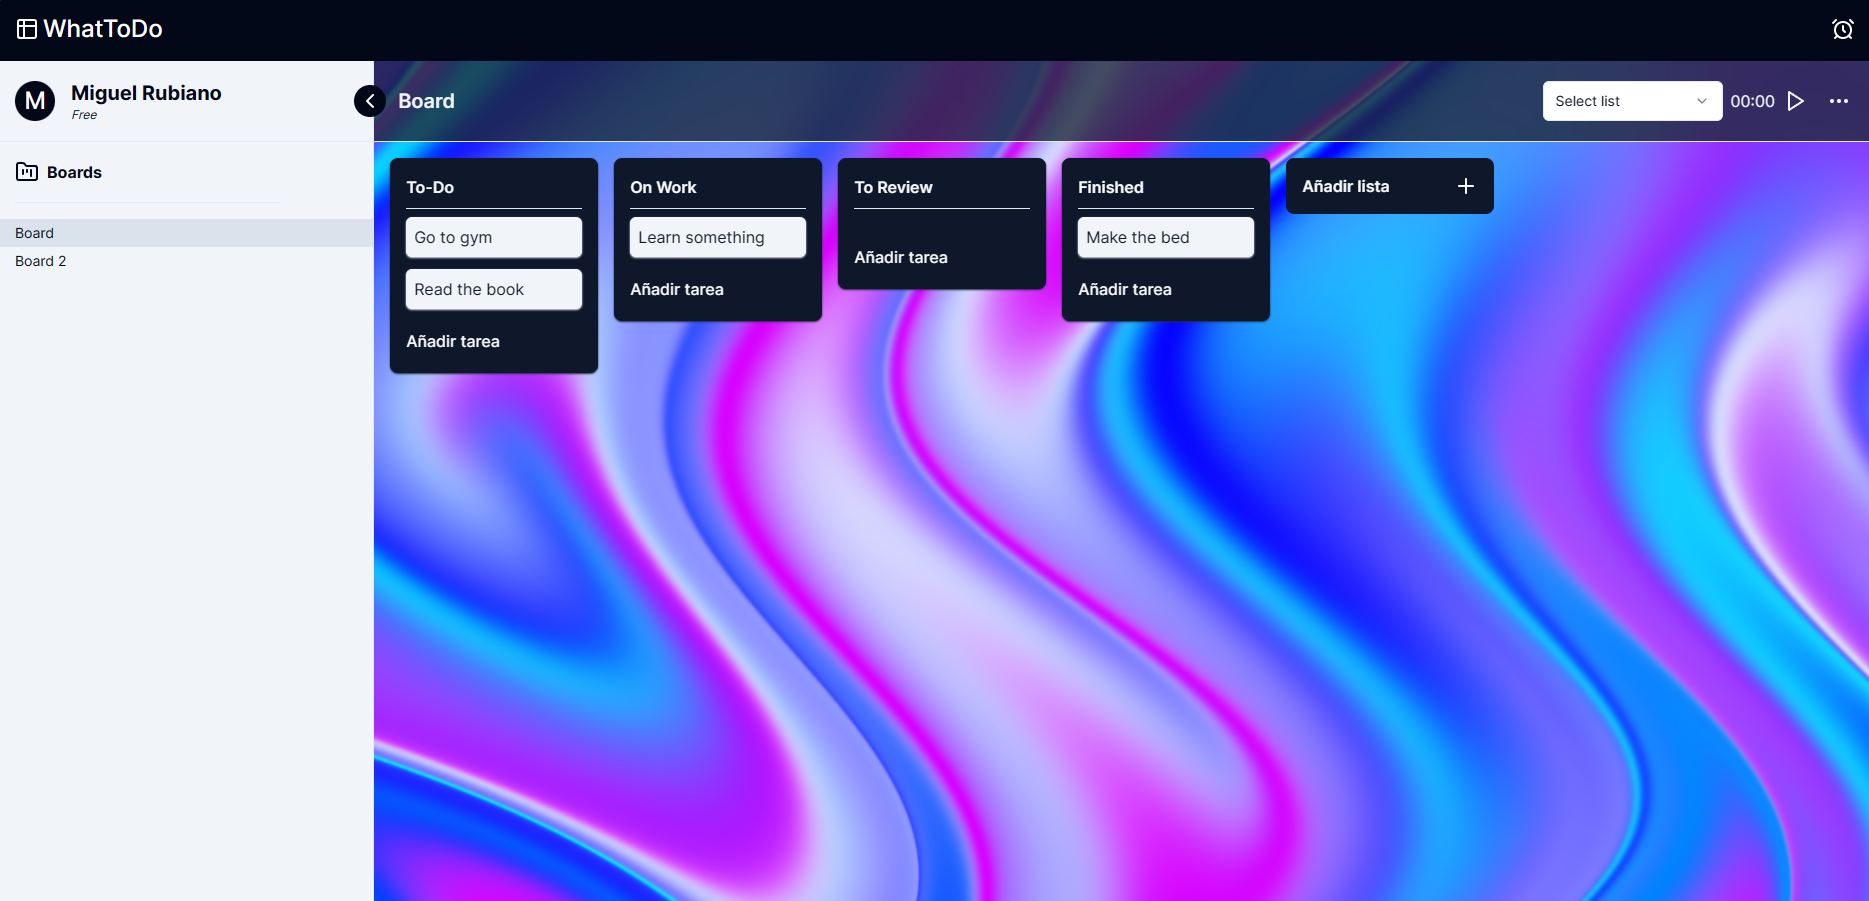 WhatToDo
M
Miguel Rubiano
Free
Boards
Board
Board 2
Board
Select list
00:00
To-Do
Go to gym
Read the book
Añadir tarea
On Work
Learn something
Añadir tarea
To Review
Añadir tarea
Finished
Make the bed
Añadir tarea
Añadir lista